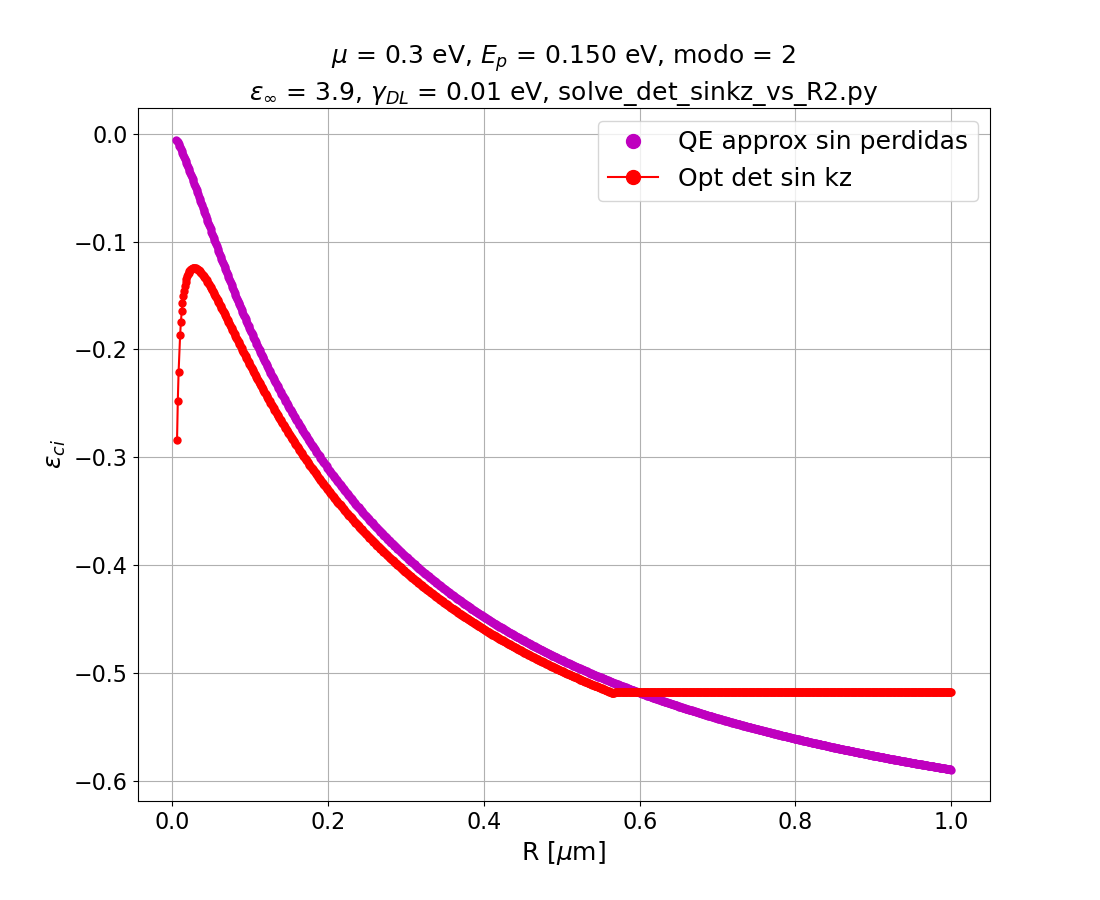 μ = 0.3 eV, E_p = 0.150 eV, modo = 2
ε_∞ = 3.9, γ_DL = 0.01 eV, solve_det_sinkz_vs_R2.py
QE approx sin perdidas
Opt det sin kz
0.0
−0.1
−0.2
−0.3
−0.4
−0.5
−0.6
ε_ci
0.0 0.2 0.4 0.6 0.8 1.0
R [μm]